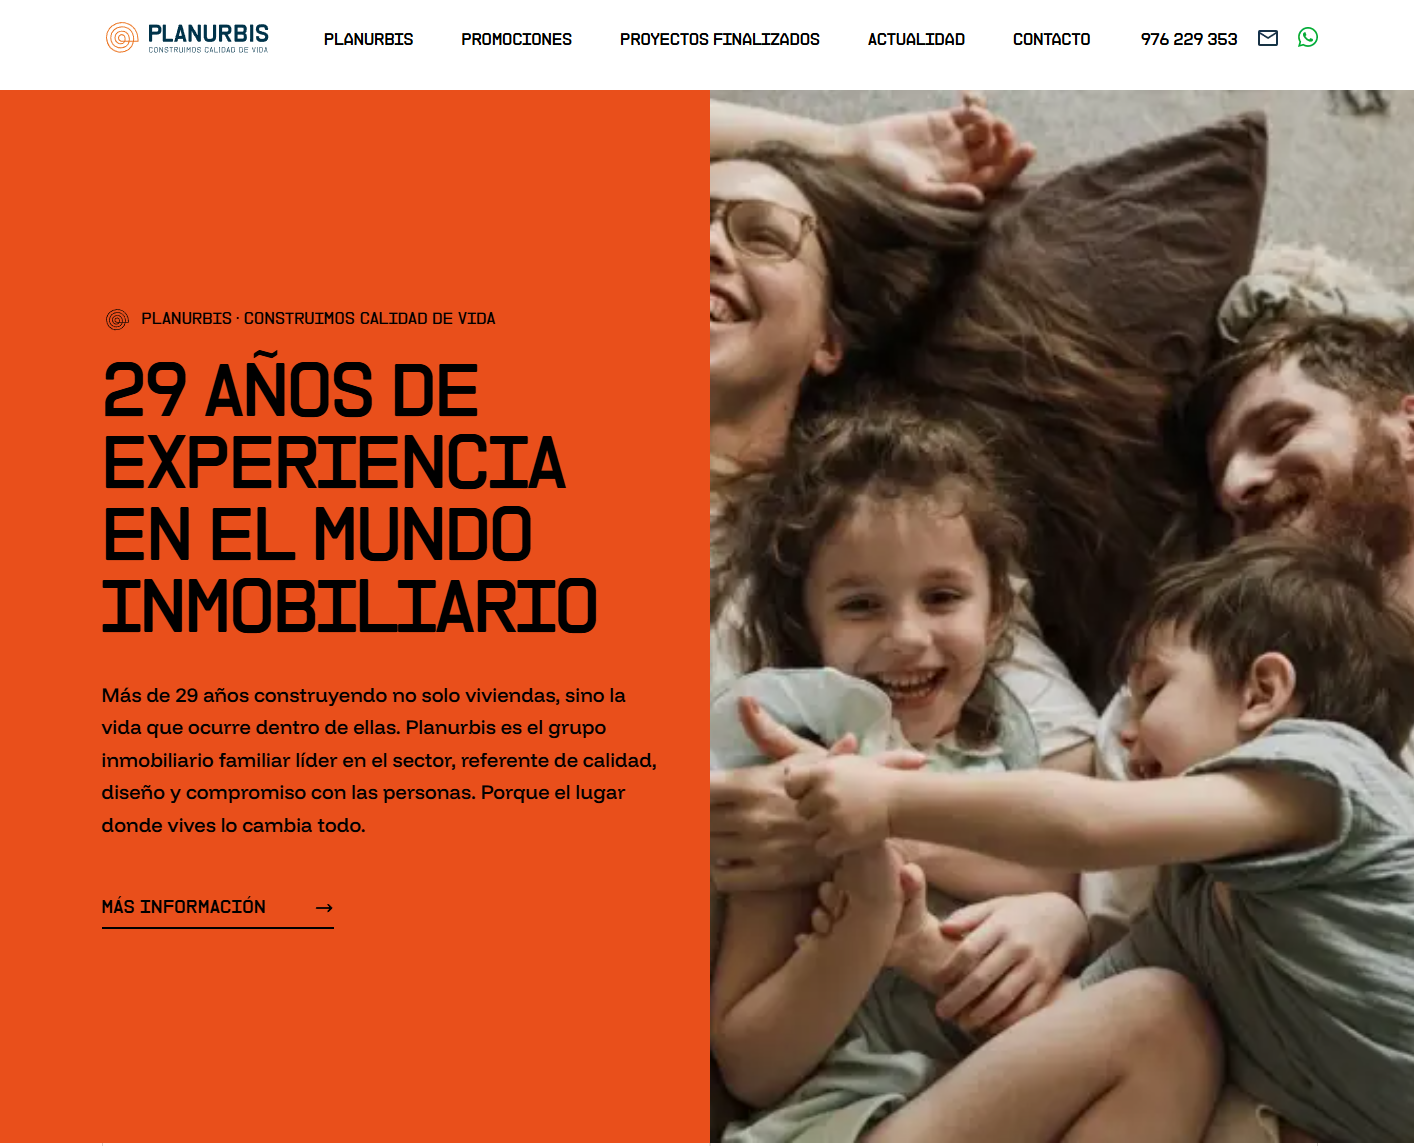 PLANURBIS
CONSTRUIMOS CALIDAD DE VIDA
PLANURBIS
PROMOCIONES
PROYECTOS FINALIZADOS
ACTUALIDAD
CONTACTO
976 229 353
PLANURBIS · CONSTRUIMOS CALIDAD DE VIDA
29 AÑOS DE
EXPERIENCIA
EN EL MUNDO
INMOBILIARIO
Más de 29 años construyendo no solo viviendas, sino la
vida que ocurre dentro de ellas. Planurbis es el grupo
inmobiliario familiar líder en el sector, referente de calidad,
diseño y compromiso con las personas. Porque el lugar
donde vives lo cambia todo.
MÁS INFORMACIÓN